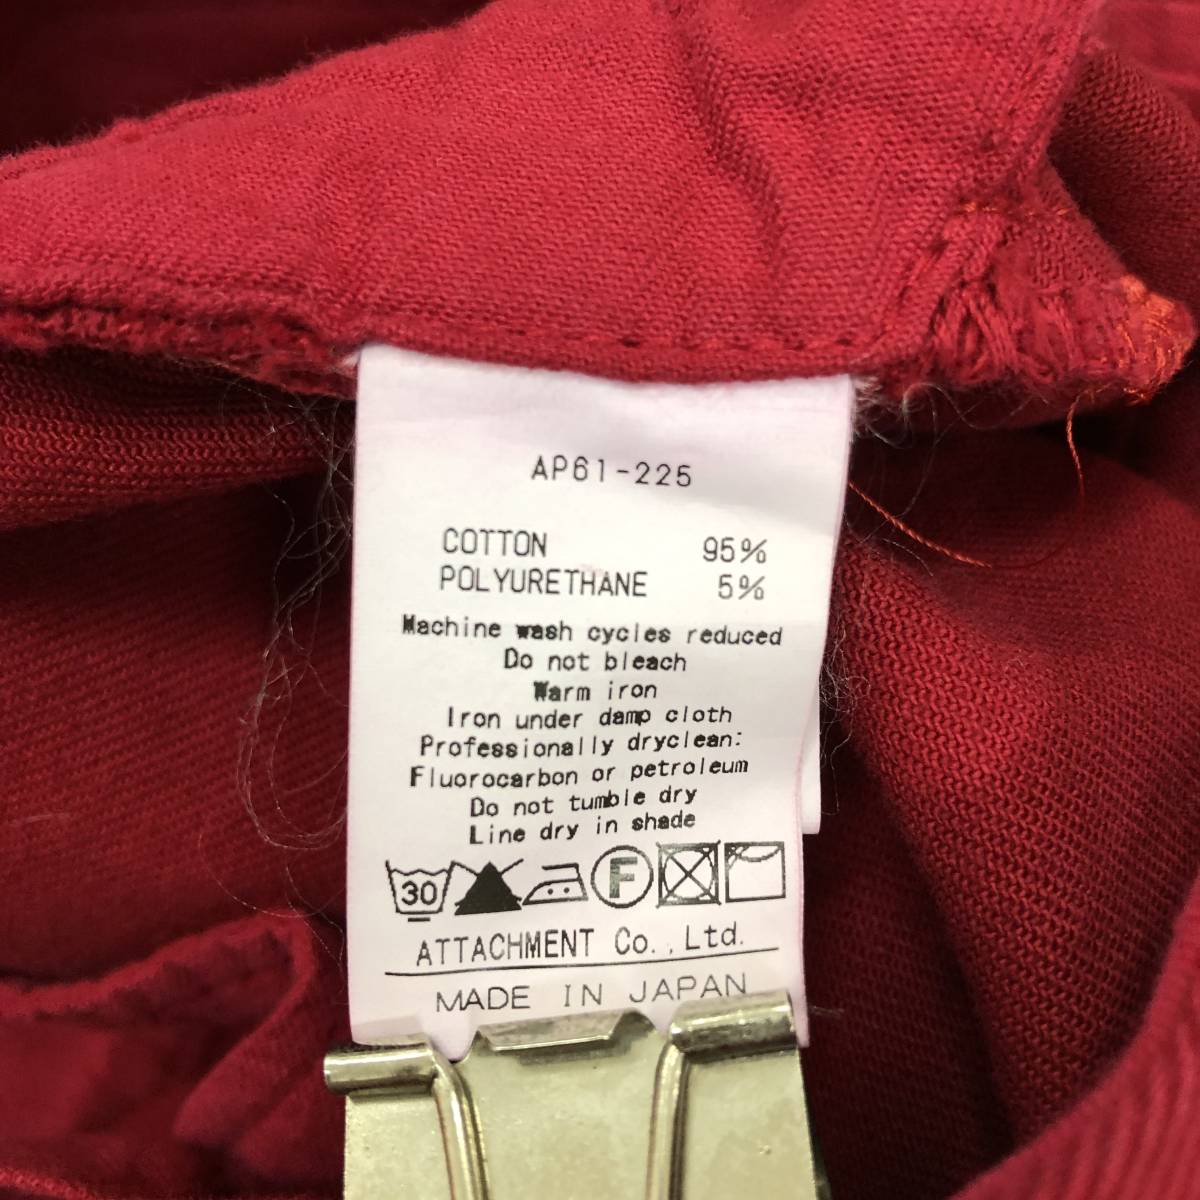 AP61-225
COTTON 95%
POLYURETHANE 5%
Machine wash cycles reduced
Do not bleach
Warm iron
Iron under damp cloth
Professionally dryclean:
Fluorocarbon or petroleum
Do not tumble dry
Line dry in shade
30 F
ATTACHMENT Co.,Ltd.
MADE IN JAPAN